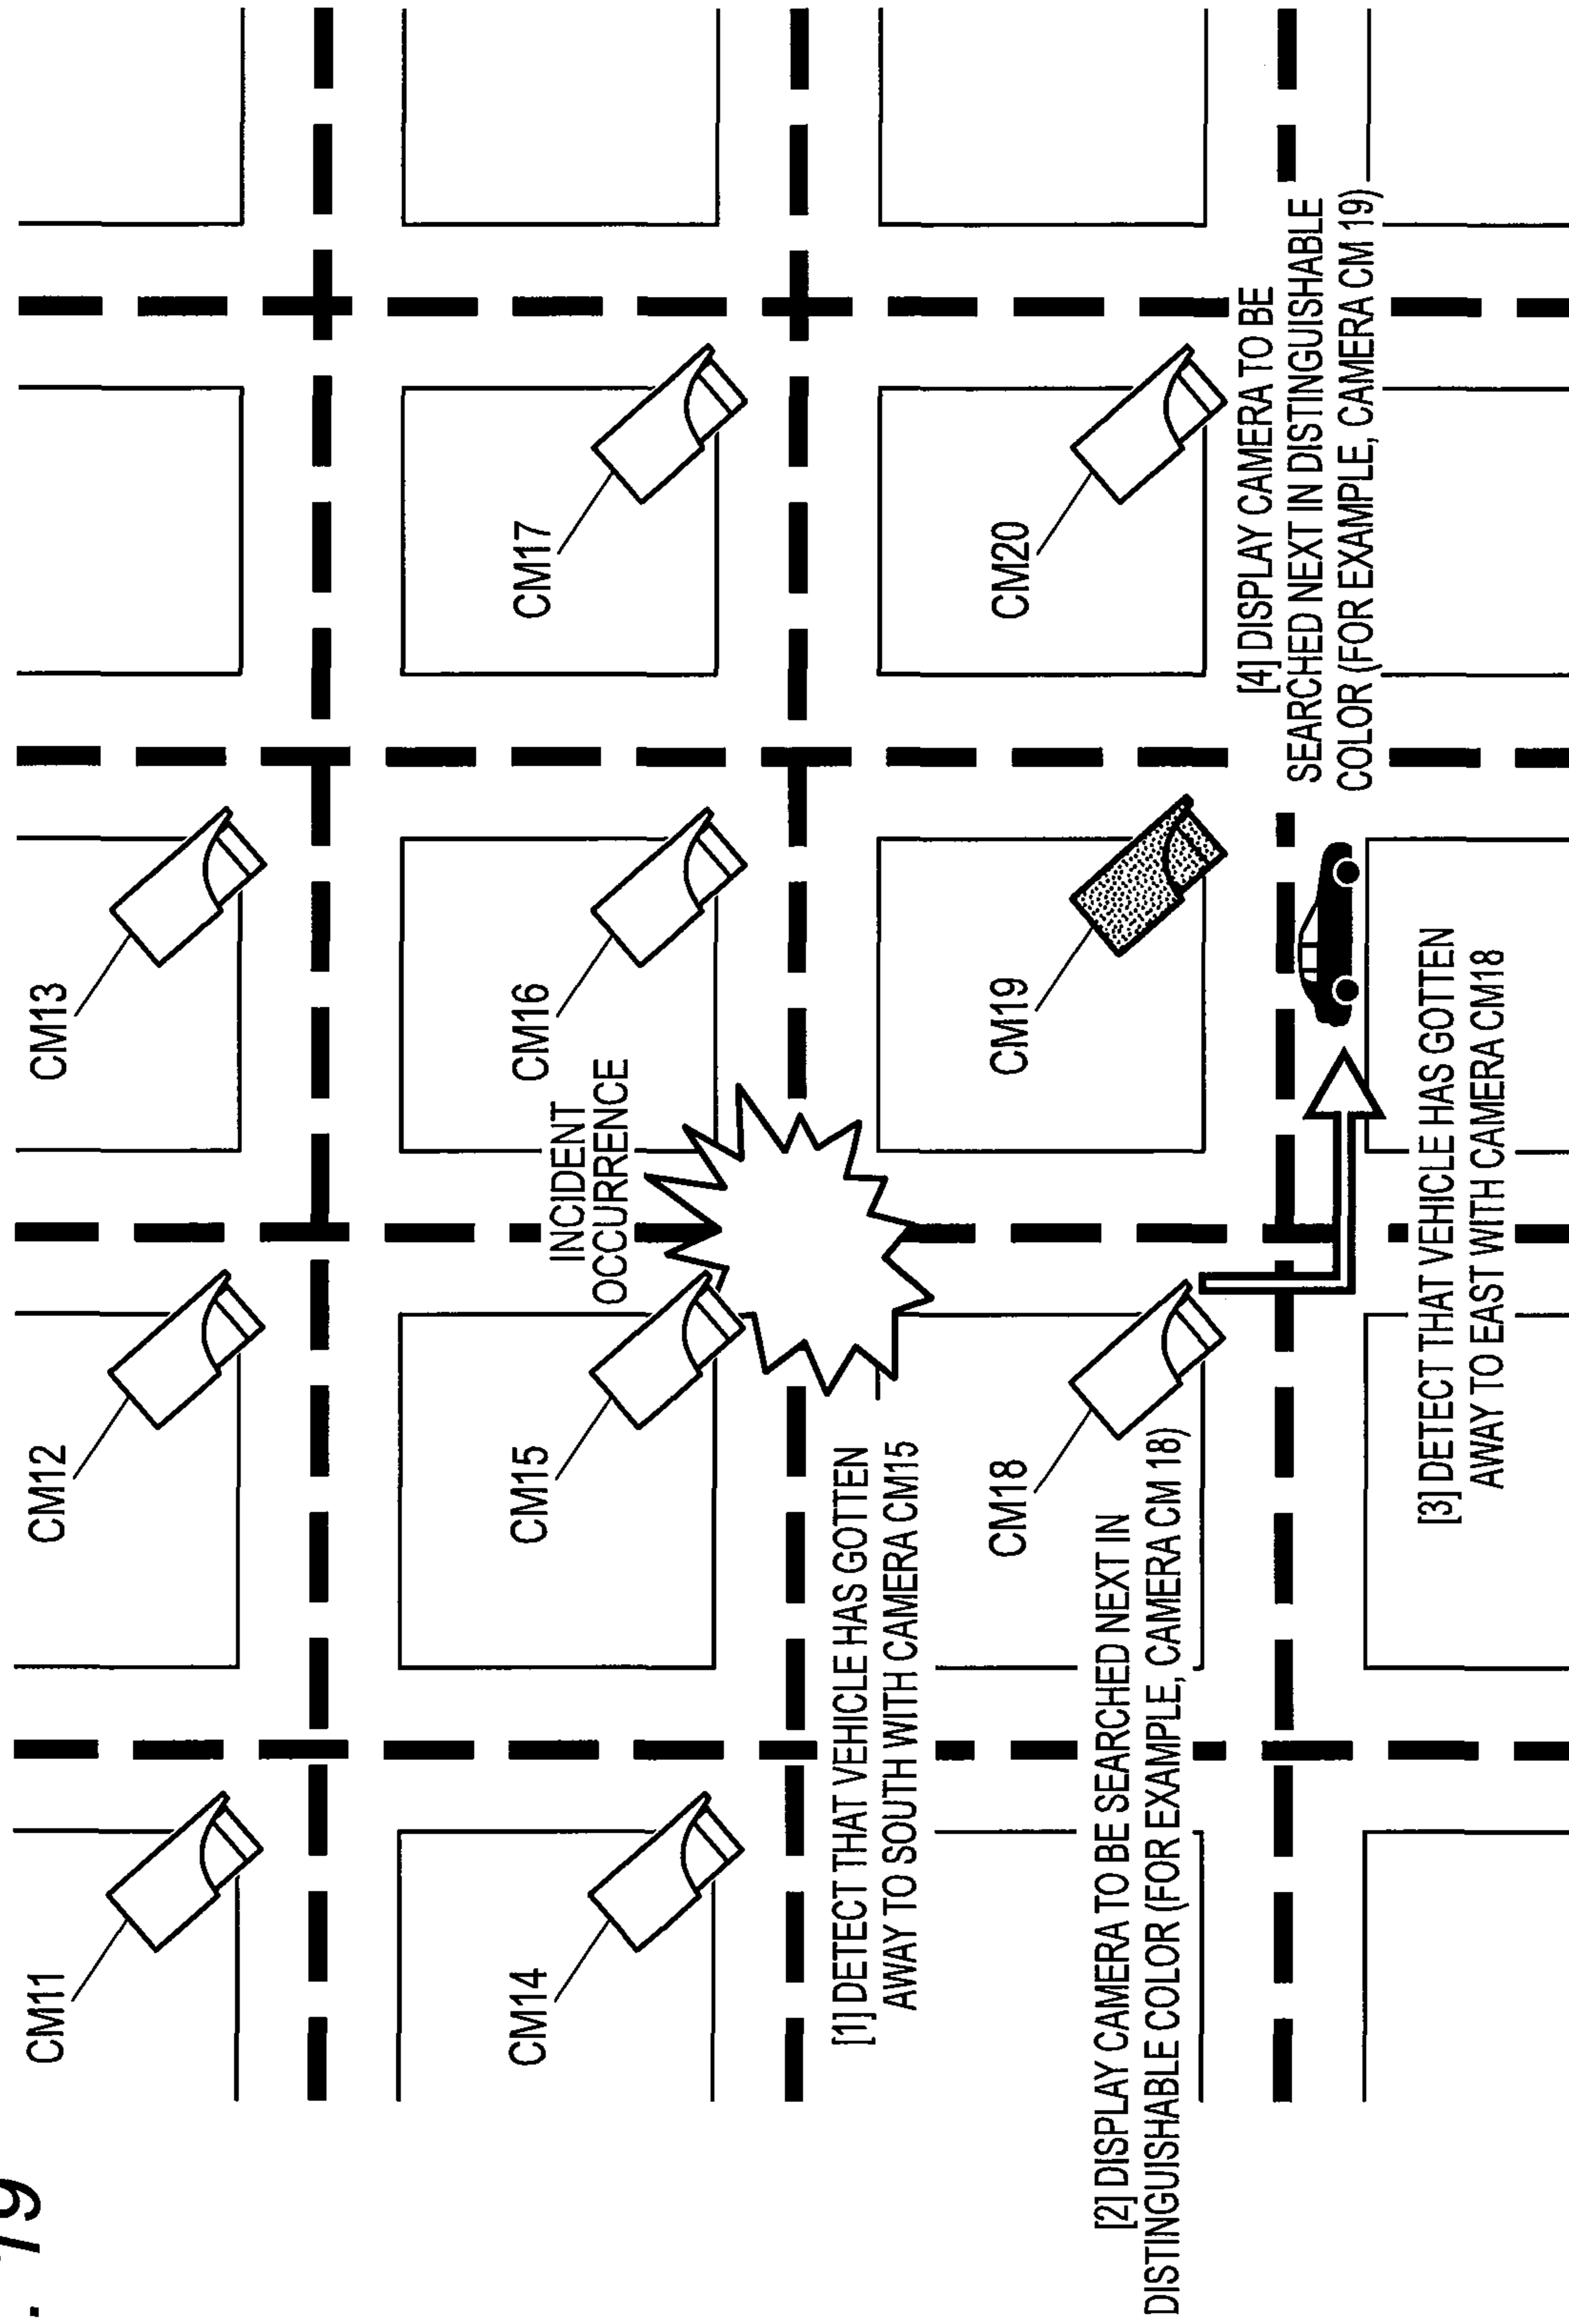 - 19
CM11
CM12
CM13
CM14
CM15
CM16
CM17
INCIDENT
OCCURRENCE
[1] DETECT THAT VEHICLE HAS GOTTEN
AWAY TO SOUTH WITH CAMERA CM15
CM18
CM19
CM20
[2] DISPLAY CAMERA TO BE SEARCHED NEXT IN
DISTINGUISHABLE COLOR (FOR EXAMPLE, CAMERA CM 18)
[4] DISPLAY CAMERA TO BE
SEARCHED NEXT IN DISTINGUISHABLE
COLOR (FOR EXAMPLE, CAMERA CM 19)
[3] DETECT THAT VEHICLE HAS GOTTEN
AWAY TO EAST WITH CAMERA CM18